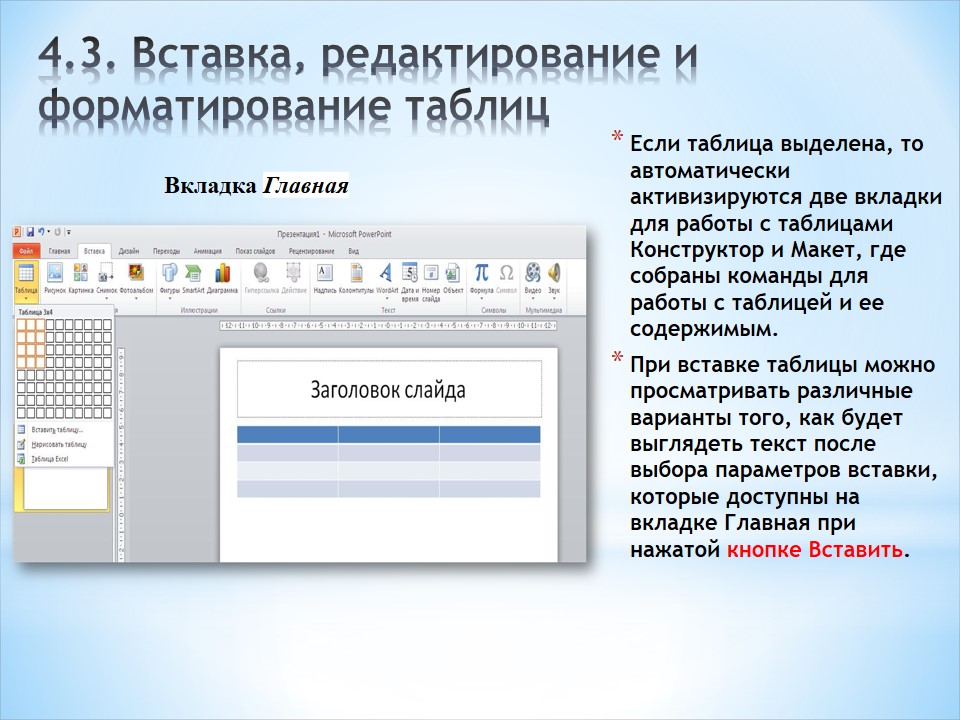 4.3. Вставка, редактирование и
форматирование таблиц
Вкладка Главная
Презентация1 - Microsoft PowerPoint
Файл Главная Вставка Дизайн Переходы Анимация Показ слайдов Рецензирование Вид
Таблица Рисунок Картинка Снимок Фотоальбом Фигуры SmartArt Диаграмма Гиперссылка Действие Надпись Колонтитулы WordArt Дата и время Номер слайда Объект Формула Символ Видео Звук
Иллюстрации Ссылки Текст Символы Мультимедиа
Таблица 3x4
Вставить таблицу...
Нарисовать таблицу
Таблица Excel
Заголовок слайда
* Если таблица выделена, то
автоматически
активизируются две вкладки
для работы с таблицами
Конструктор и Макет, где
собраны команды для
работы с таблицей и ее
содержимым.
* При вставке таблицы можно
просматривать различные
варианты того, как будет
выглядеть текст после
выбора параметров вставки,
которые доступны на
вкладке Главная при
нажатой кнопке Вставить.